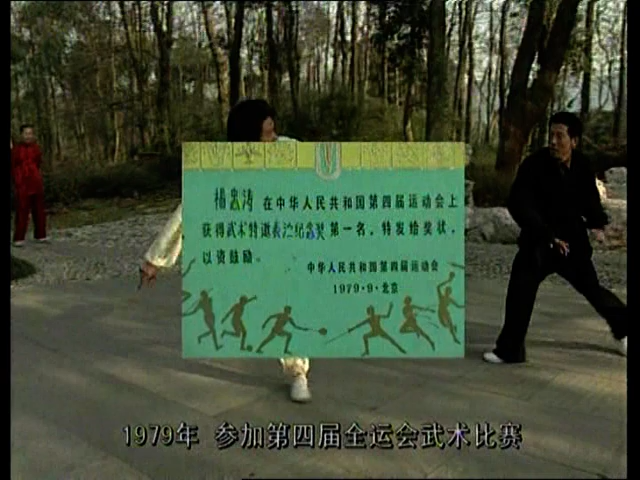 在中华人民共和国第四届运动会上
获得武术特邀表演纪念奖第一名，特发给奖状，
以资鼓励。
中华人民共和国第四届运动会
1979·9·北京
1979年 参加第四届全运会武术比赛